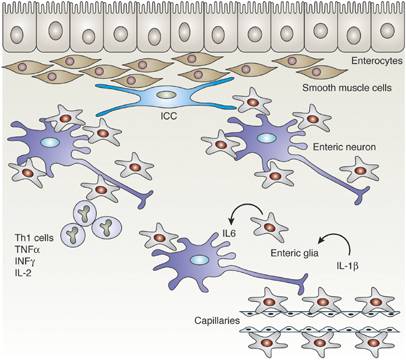 Enterocytes
Smooth muscle cells
ICC
Enteric neuron
Th1 cells
TNFα
INFγ
IL-2
IL6
Enteric glia
IL-1β
Capillaries